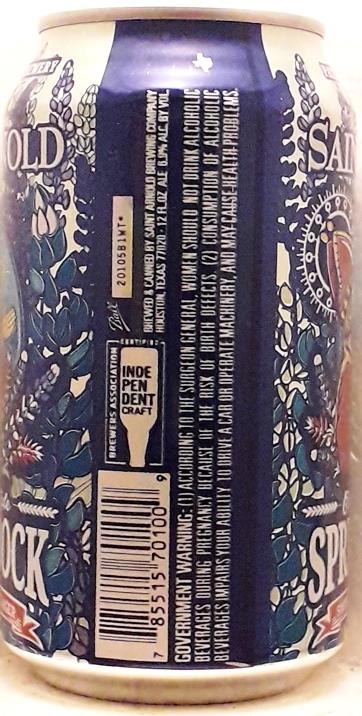 OLD
OCK
SAI
SPR
20105B1WT*
BREWED & CANNED BY SAINT ARNOLD BREWING COMPANY
HOUSTON, TEXAS 77020 • 12 FL OZ ALE 6.9% ALC. BY VOL.
BREWERS ASSOCIATION
CERTIFIED
INDE
PEN
DENT
CRAFT
7 85515 70100 9
GOVERNMENT WARNING: (1) ACCORDING TO THE SURGEON GENERAL, WOMEN SHOULD NOT DRINK ALCOHOLIC
BEVERAGES DURING PREGNANCY BECAUSE OF THE RISK OF BIRTH DEFECTS. (2) CONSUMPTION OF ALCOHOLIC
BEVERAGES IMPAIRS YOUR ABILITY TO DRIVE A CAR OR OPERATE MACHINERY, AND MAY CAUSE HEALTH PROBLEMS.